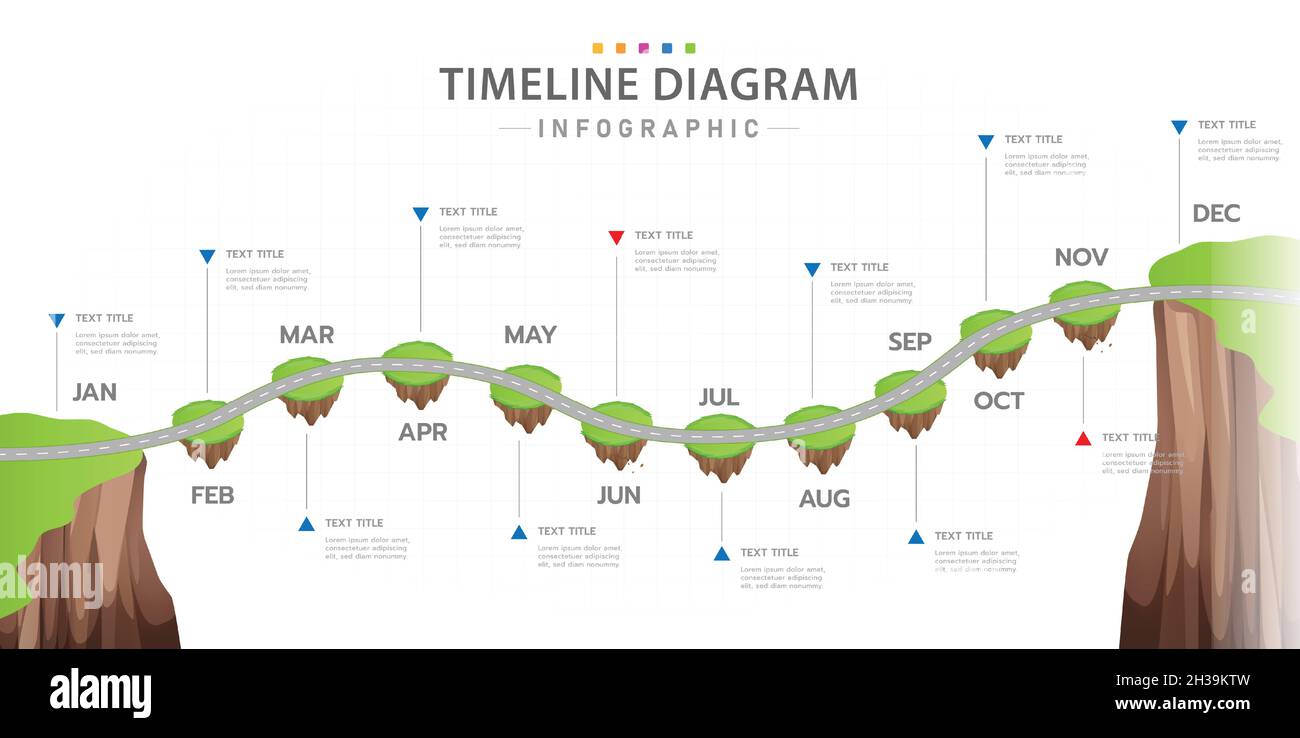 TIMELINE DIAGRAM
INFOGRAPHIC
TEXT TITLE
Lorem ipsum dolor amet,
consectetuer adipiscing
elit, sed diam nonummy.
JAN
TEXT TITLE
Lorem ipsum dolor amet,
consectetuer adipiscing
elit, sed diam nonummy.
FEB
MAR
TEXT TITLE
Lorem ipsum dolor amet,
consectetuer adipiscing
elit, sed diam nonummy.
TEXT TITLE
Lorem ipsum dolor amet,
consectetuer adipiscing
elit, sed diam nonummy.
APR
MAY
TEXT TITLE
Lorem ipsum dolor amet,
consectetuer adipiscing
elit, sed diam nonummy.
TEXT TITLE
Lorem ipsum dolor amet,
consectetuer adipiscing
elit, sed diam nonummy.
JUN
JUL
TEXT TITLE
Lorem ipsum dolor amet,
consectetuer adipiscing
elit, sed diam nonummy.
TEXT TITLE
Lorem ipsum dolor amet,
consectetuer adipiscing
elit, sed diam nonummy.
AUG
SEP
TEXT TITLE
Lorem ipsum dolor amet,
consectetuer adipiscing
elit, sed diam nonummy.
TEXT TITLE
Lorem ipsum dolor amet,
consectetuer adipiscing
elit, sed diam nonummy.
OCT
NOV
TEXT TITLE
Lorem ipsum dolor amet,
consectetuer adipiscing
elit, sed diam nonummy.
TEXT TITLE
Lorem ipsum dolor amet,
consectetuer adipiscing
elit, sed diam nonummy.
DEC
alamy
a
a
alamy
Image ID: 2H39KTW
www.alamy.com